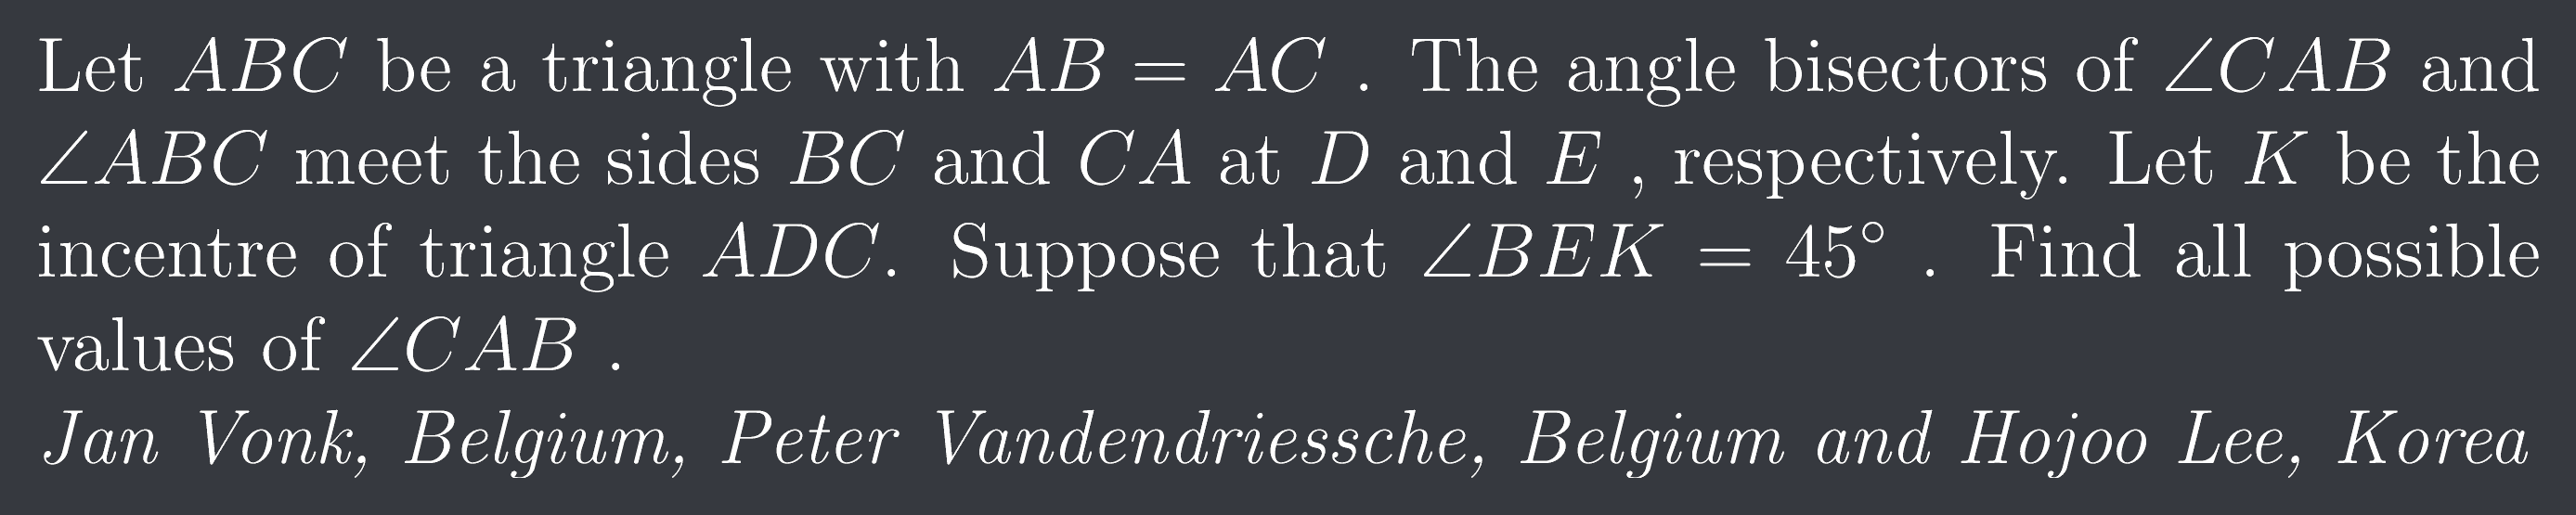 Let ABC be a triangle with AB = AC . The angle bisectors of ∠CAB and
∠ABC meet the sides BC and CA at D and E , respectively. Let K be the
incentre of triangle ADC. Suppose that ∠BEK = 45° . Find all possible
values of ∠CAB .
Jan Vonk, Belgium, Peter Vandendriessche, Belgium and Hojoo Lee, Korea